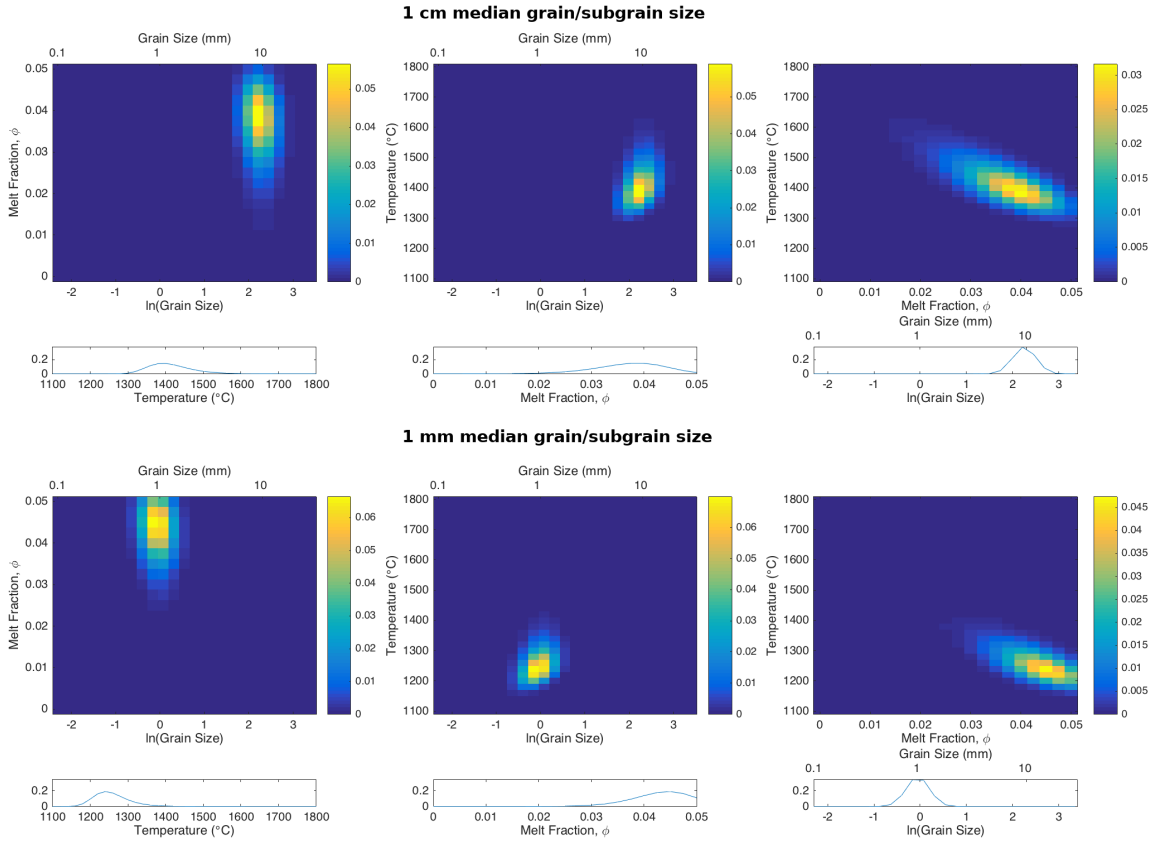 1 cm median grain/subgrain size
Grain Size (mm)
0.1 1 10
0.05
0.04
0.03
0.02
0.01
0
Melt Fraction, ϕ
-2 -1 0 1 2 3
ln(Grain Size)
0.05
0.04
0.03
0.02
0.01
0
Grain Size (mm)
0.1 1 10
1800
1700
1600
1500
1400
1300
1200
1100
Temperature (°C)
-2 -1 0 1 2 3
ln(Grain Size)
0.05
0.04
0.03
0.02
0.01
0
1800
1700
1600
1500
1400
1300
1200
1100
Temperature (°C)
0 0.01 0.02 0.03 0.04 0.05
Melt Fraction, ϕ
0.03
0.025
0.02
0.015
0.01
0.005
0
0.2
0
1100 1200 1300 1400 1500 1600 1700 1800
Temperature (°C)
0.2
0
0 0.01 0.02 0.03 0.04 0.05
Melt Fraction, ϕ
Grain Size (mm)
0.1 1 10
0.2
0
-2 -1 0 1 2 3
ln(Grain Size)
1 mm median grain/subgrain size
Grain Size (mm)
0.1 1 10
0.05
0.04
0.03
0.02
0.01
0
Melt Fraction, ϕ
-2 -1 0 1 2 3
ln(Grain Size)
0.06
0.05
0.04
0.03
0.02
0.01
0
Grain Size (mm)
0.1 1 10
1800
1700
1600
1500
1400
1300
1200
1100
Temperature (°C)
-2 -1 0 1 2 3
ln(Grain Size)
0.06
0.05
0.04
0.03
0.02
0.01
0
1800
1700
1600
1500
1400
1300
1200
1100
Temperature (°C)
0 0.01 0.02 0.03 0.04 0.05
Melt Fraction, ϕ
0.045
0.04
0.035
0.03
0.025
0.02
0.015
0.01
0.005
0
0.2
0
1100 1200 1300 1400 1500 1600 1700 1800
Temperature (°C)
0.2
0
0 0.01 0.02 0.03 0.04 0.05
Melt Fraction, ϕ
Grain Size (mm)
0.1 1 10
0.2
0
-2 -1 0 1 2 3
ln(Grain Size)